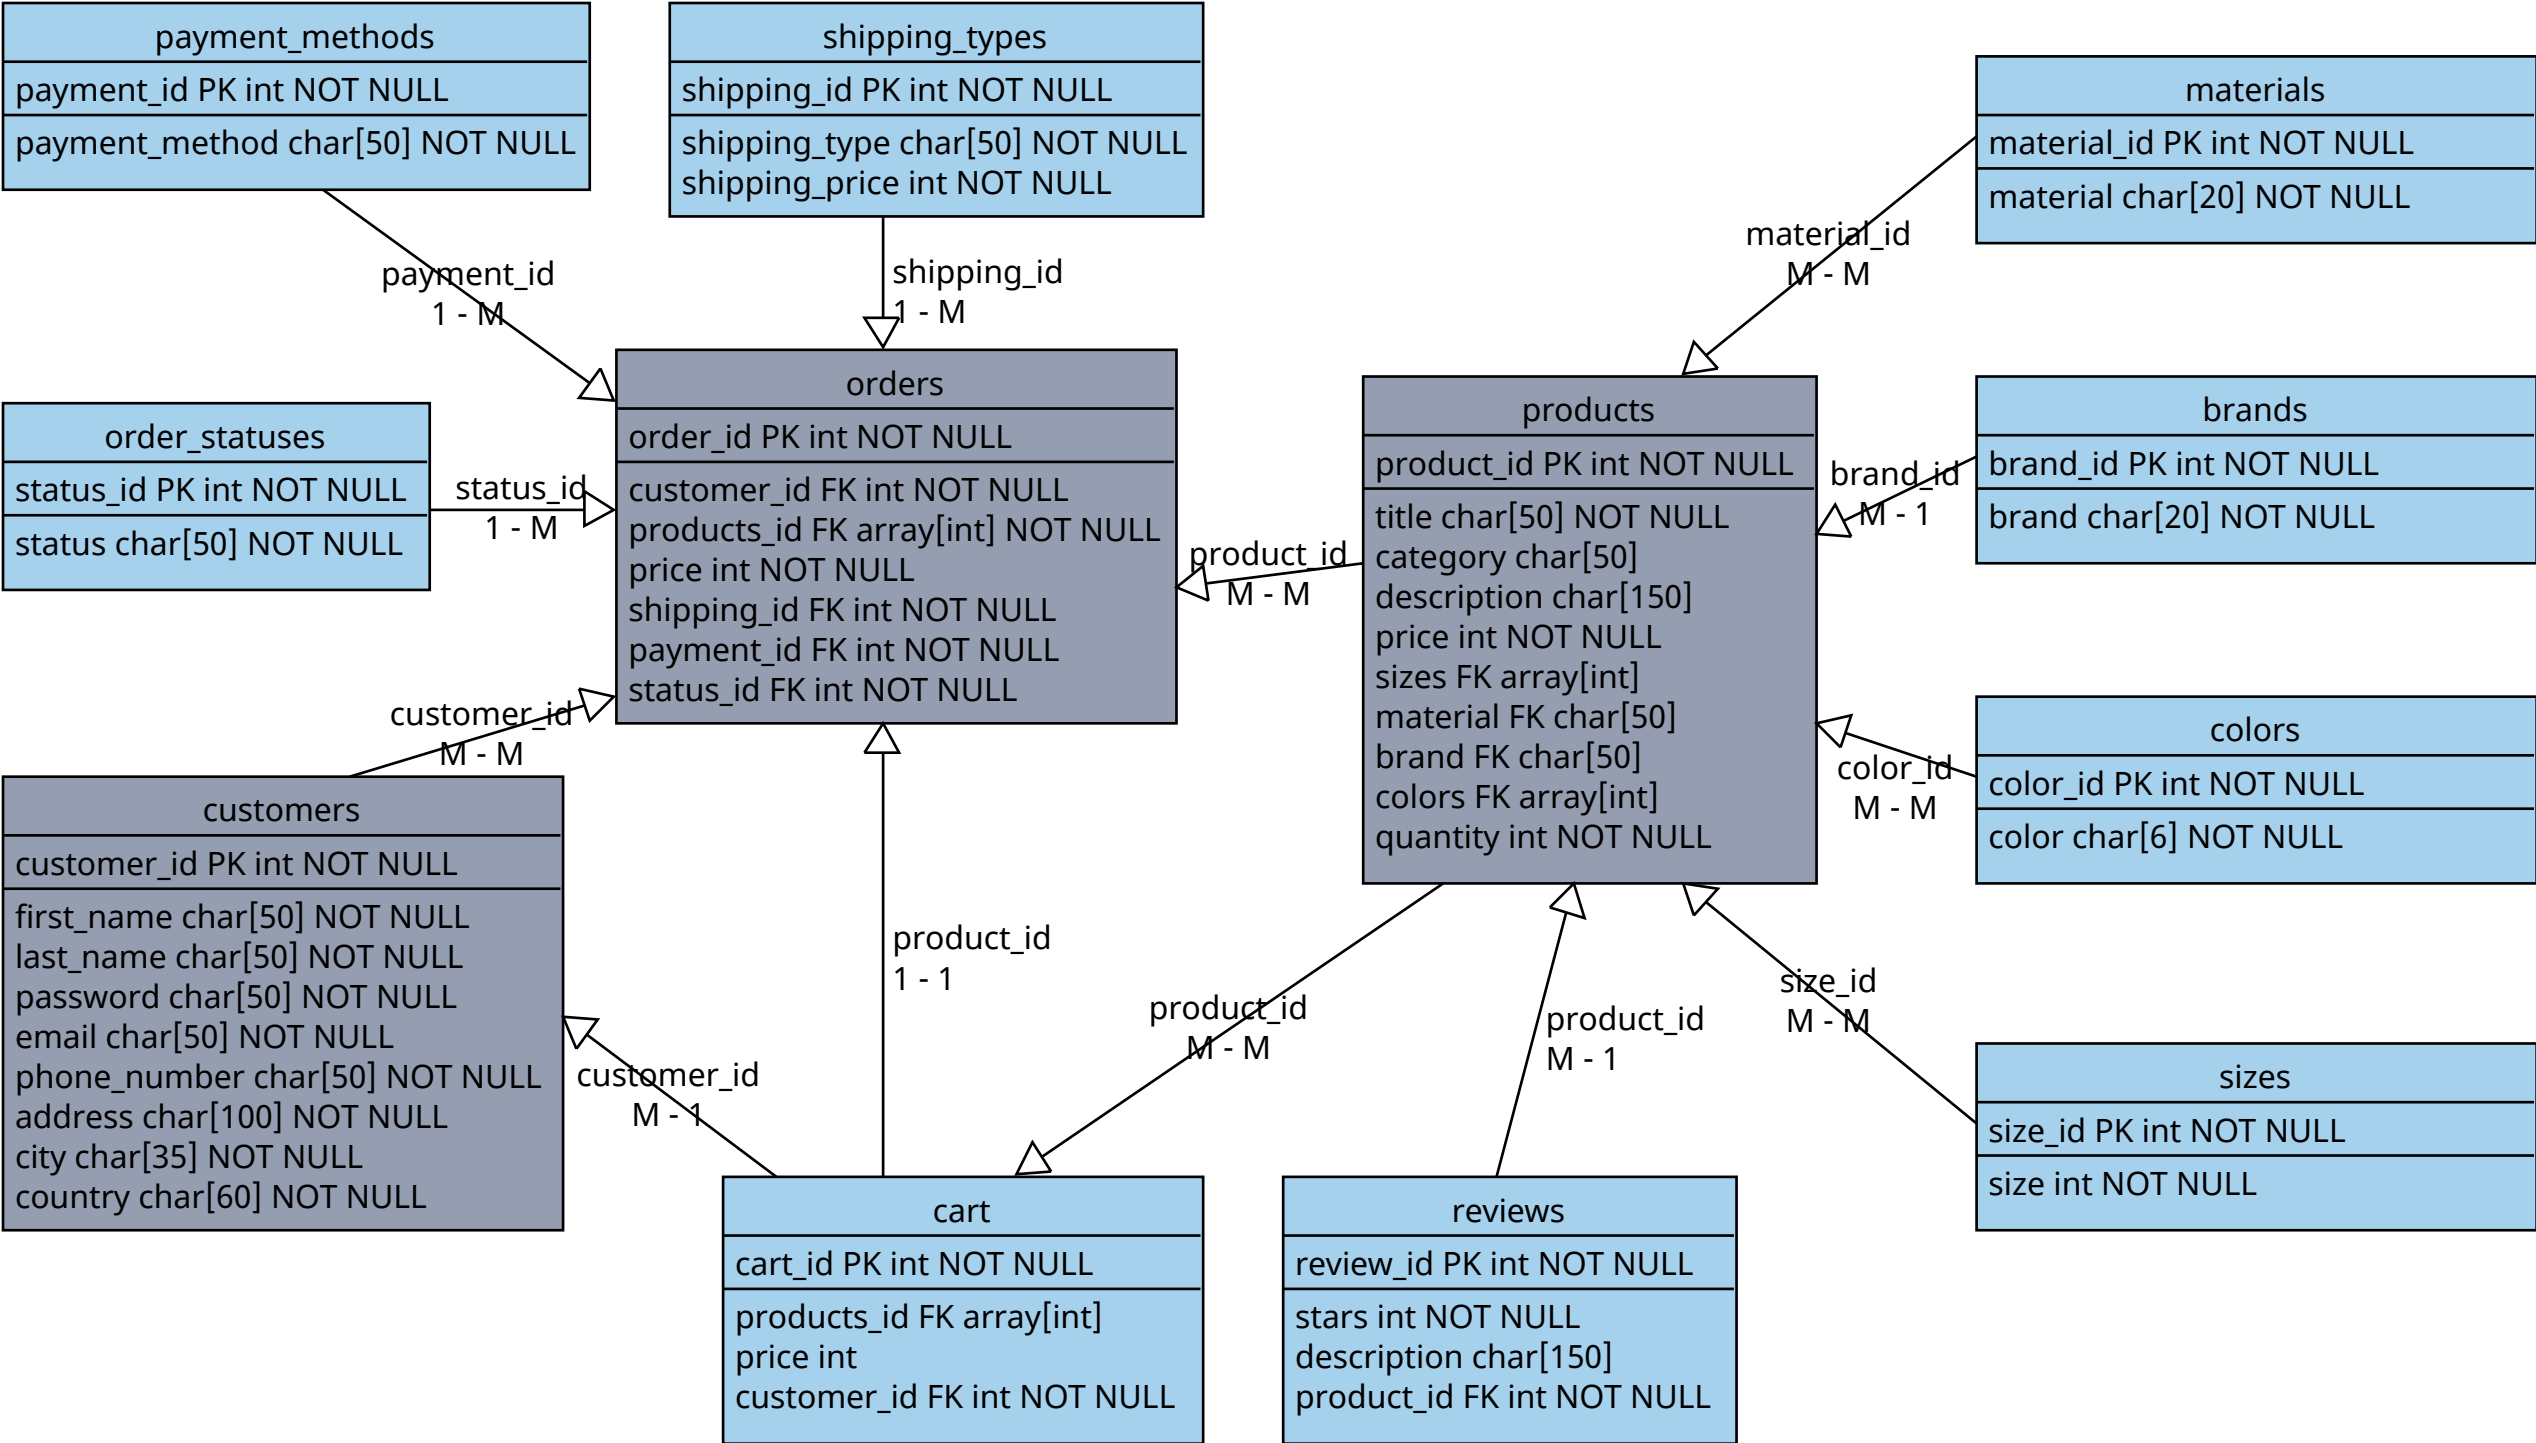 payment_methods
payment_id PK int NOT NULL
payment_method char[50] NOT NULL
shipping_types
shipping_id PK int NOT NULL
shipping_type char[50] NOT NULL
shipping_price int NOT NULL
materials
material_id PK int NOT NULL
material char[20] NOT NULL
payment_id
1 - M
shipping_id
1 - M
material_id
M - M
order_statuses
status_id PK int NOT NULL
status char[50] NOT NULL
status_id
1 - M
orders
order_id PK int NOT NULL
customer_id FK int NOT NULL
products_id FK array[int] NOT NULL
price int NOT NULL
shipping_id FK int NOT NULL
payment_id FK int NOT NULL
status_id FK int NOT NULL
product_id
M - M
products
product_id PK int NOT NULL
title char[50] NOT NULL
category char[50]
description char[150]
price int NOT NULL
sizes FK array[int]
material FK char[50]
brand FK char[50]
colors FK array[int]
quantity int NOT NULL
brand_id
M - 1
brands
brand_id PK int NOT NULL
brand char[20] NOT NULL
color_id
M - M
colors
color_id PK int NOT NULL
color char[6] NOT NULL
customer_id
M - M
customers
customer_id PK int NOT NULL
first_name char[50] NOT NULL
last_name char[50] NOT NULL
password char[50] NOT NULL
email char[50] NOT NULL
phone_number char[50] NOT NULL
address char[100] NOT NULL
city char[35] NOT NULL
country char[60] NOT NULL
customer_id
M - 1
product_id
1 - 1
product_id
M - M
product_id
M - 1
size_id
M - M
sizes
size_id PK int NOT NULL
size int NOT NULL
cart
cart_id PK int NOT NULL
products_id FK array[int]
price int
customer_id FK int NOT NULL
reviews
review_id PK int NOT NULL
stars int NOT NULL
description char[150]
product_id FK int NOT NULL